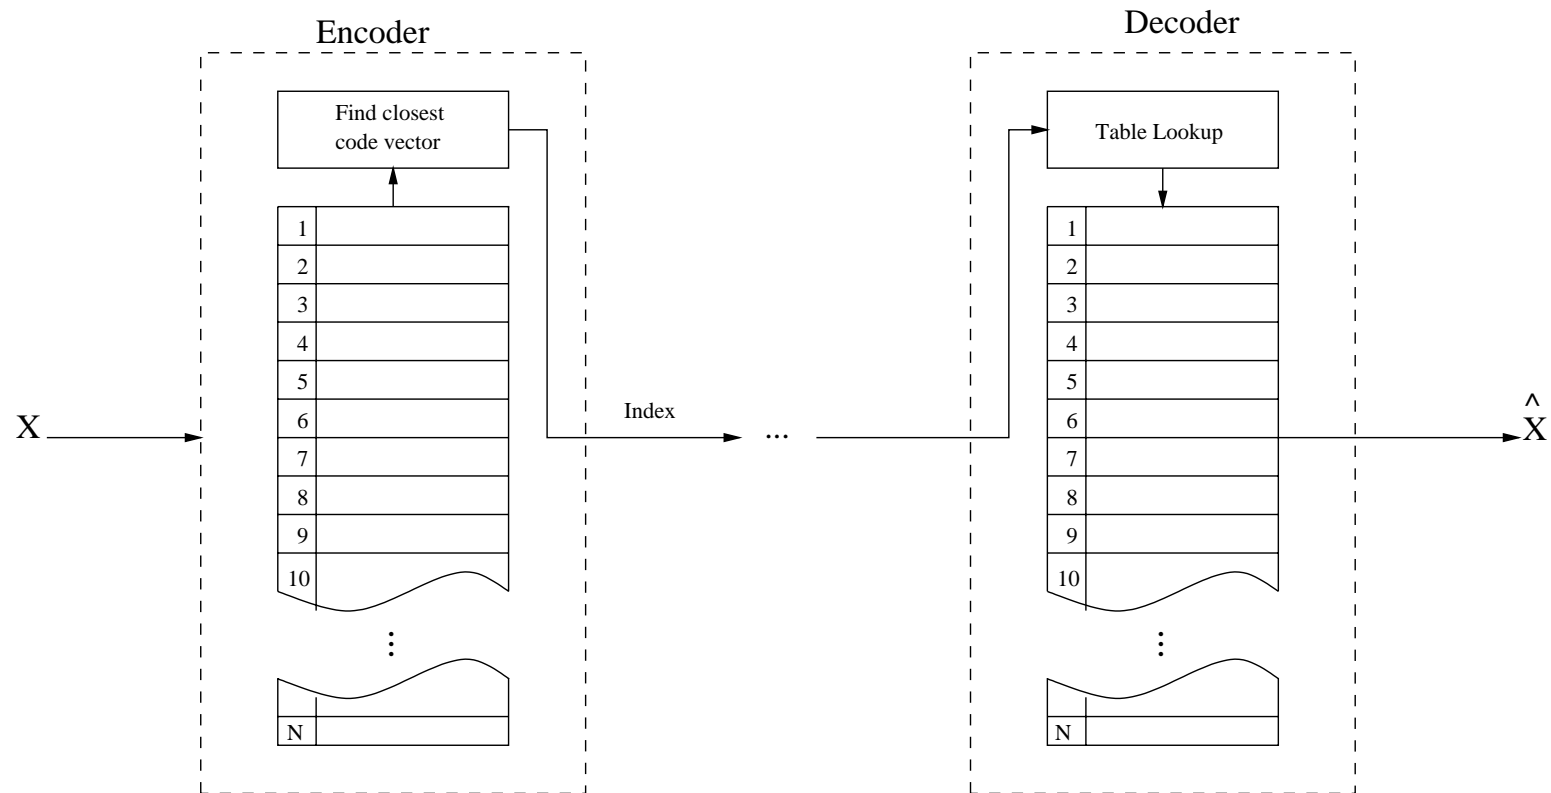 Encoder
Decoder
Find closest
code vector
Table Lookup
1
2
3
4
5
6
7
8
9
10
⋮
N
X
Index
...
1
2
3
4
5
6
7
8
9
10
⋮
N
^
X